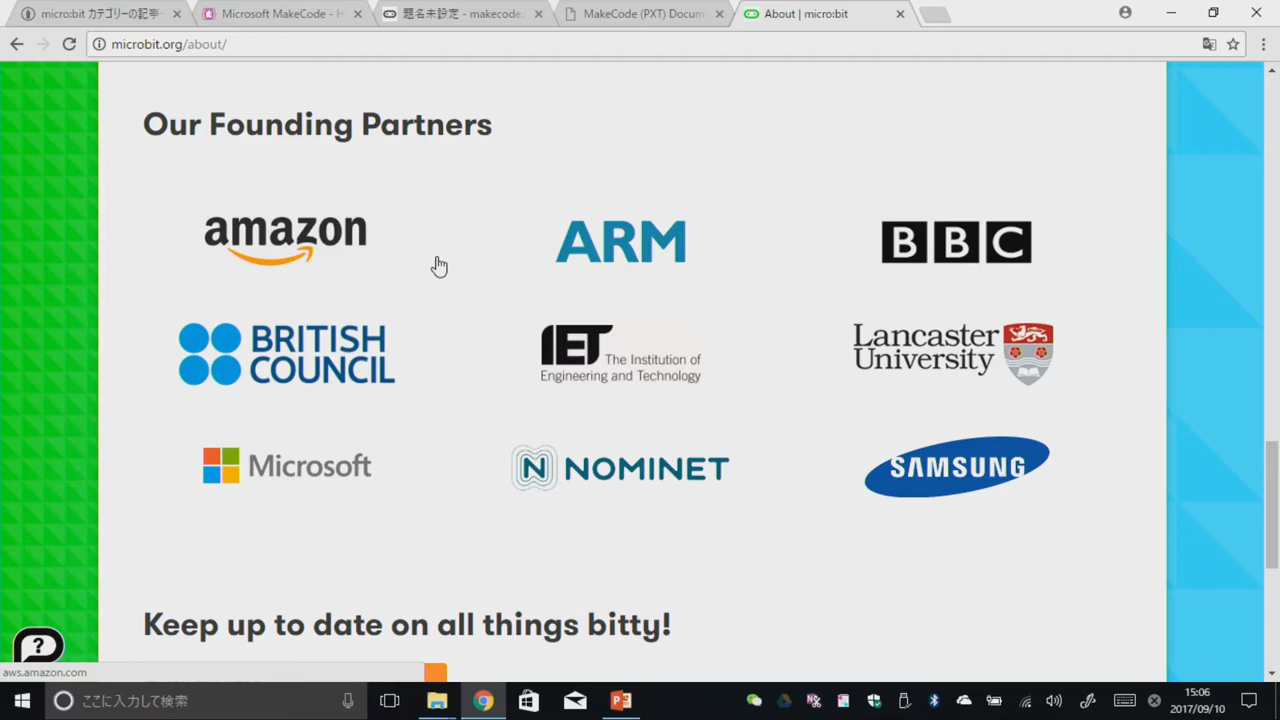 micro:bit カテゴリーの記事
Microsoft MakeCode - H
題名未設定 - makecode.
MakeCode (PXT) Docum
About | micro:bit
microbit.org/about/
Our Founding Partners
amazon
ARM
BBC
BRITISH COUNCIL
IET The Institution of Engineering and Technology
Lancaster University
Microsoft
N NOMINET
SAMSUNG
Keep up to date on all things bitty!
?
aws.amazon.com
ここに入力して検索
15:06
2017/09/10